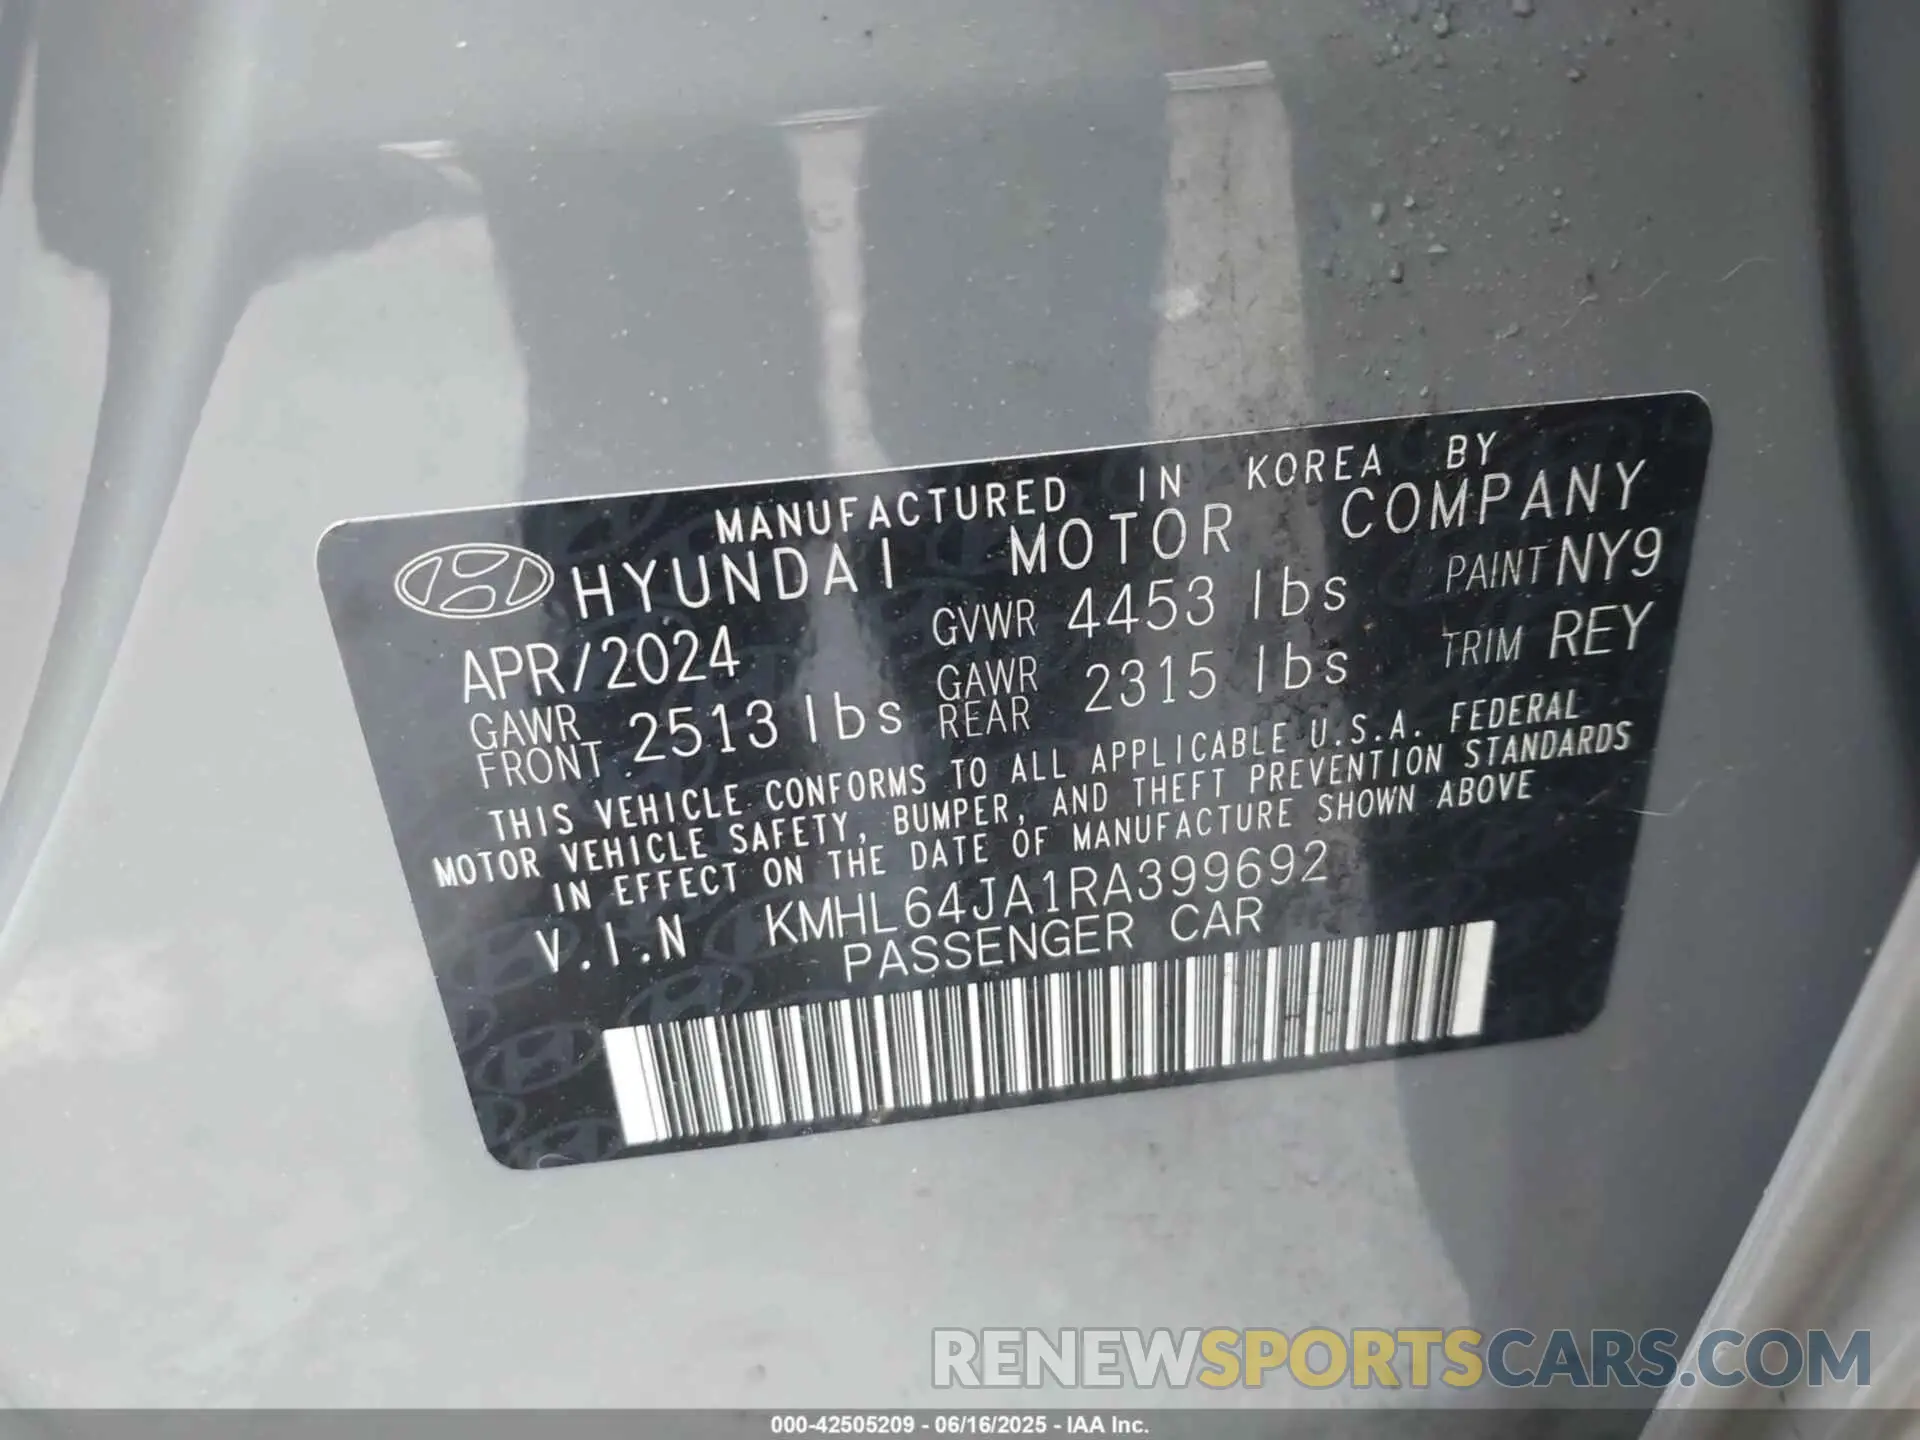 MANUFACTURED IN KOREA BY
HYUNDAI MOTOR COMPANY
APR/2024 GVWR 4453 lbs PAINT NY9
GAWR FRONT 2513 lbs GAWR REAR 2315 lbs TRIM REY
THIS VEHICLE CONFORMS TO ALL APPLICABLE U.S.A. FEDERAL
MOTOR VEHICLE SAFETY, BUMPER, AND THEFT PREVENTION STANDARDS
IN EFFECT ON THE DATE OF MANUFACTURE SHOWN ABOVE
V.I.N KMHL64JA1RA399692
PASSENGER CAR
RENEWSPORTSCARS.COM
000-42505209 - 06/16/2025 - IAA Inc.